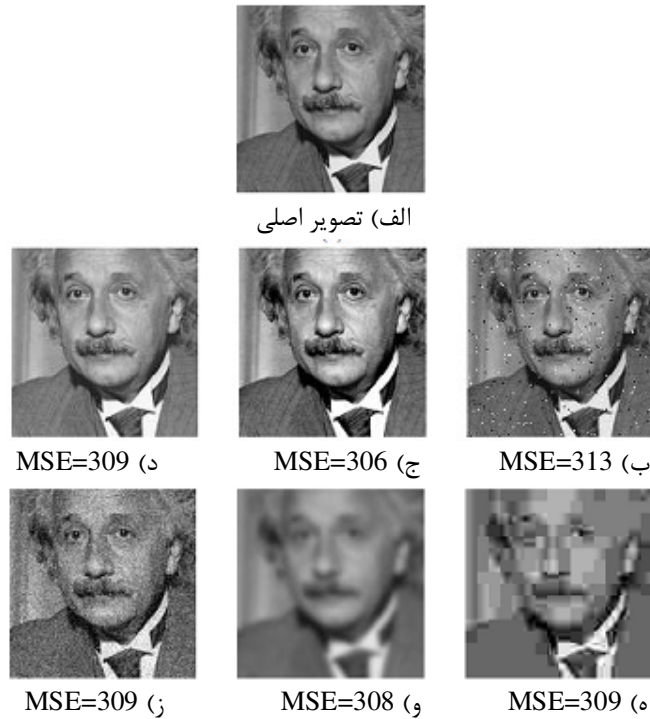 الف) تصویر اصلی
ب) MSE=313
ج) MSE=306
د) MSE=309
ه) MSE=309
و) MSE=308
ز) MSE=309